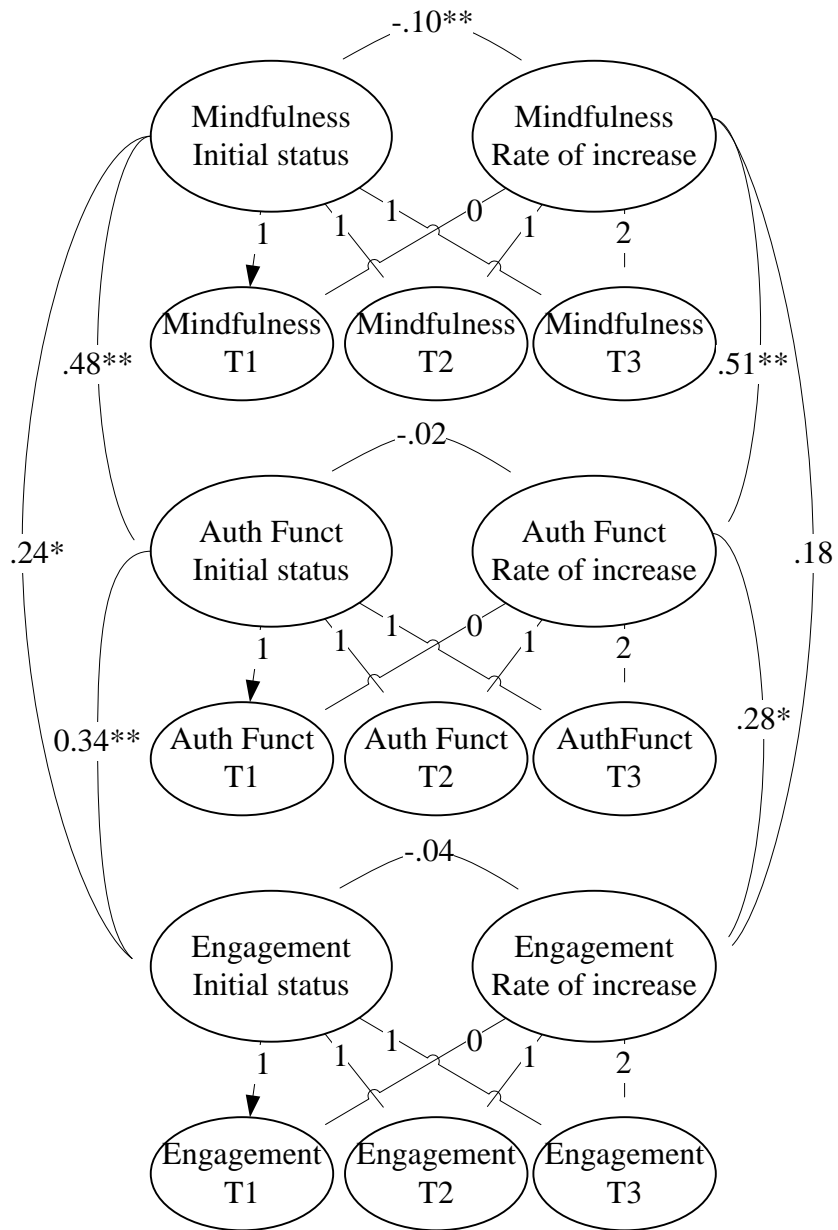 -.10**
Mindfulness
Initial status
Mindfulness
Rate of increase
1
1
1
0
1
2
Mindfulness
T1
Mindfulness
T2
Mindfulness
T3
.48**
.51**
-.02
Auth Funct
Initial status
Auth Funct
Rate of increase
.24*
.18
1
1
1
0
1
2
Auth Funct
T1
Auth Funct
T2
AuthFunct
T3
0.34**
.28*
-.04
Engagement
Initial status
Engagement
Rate of increase
1
1
1
0
1
2
Engagement
T1
Engagement
T2
Engagement
T3